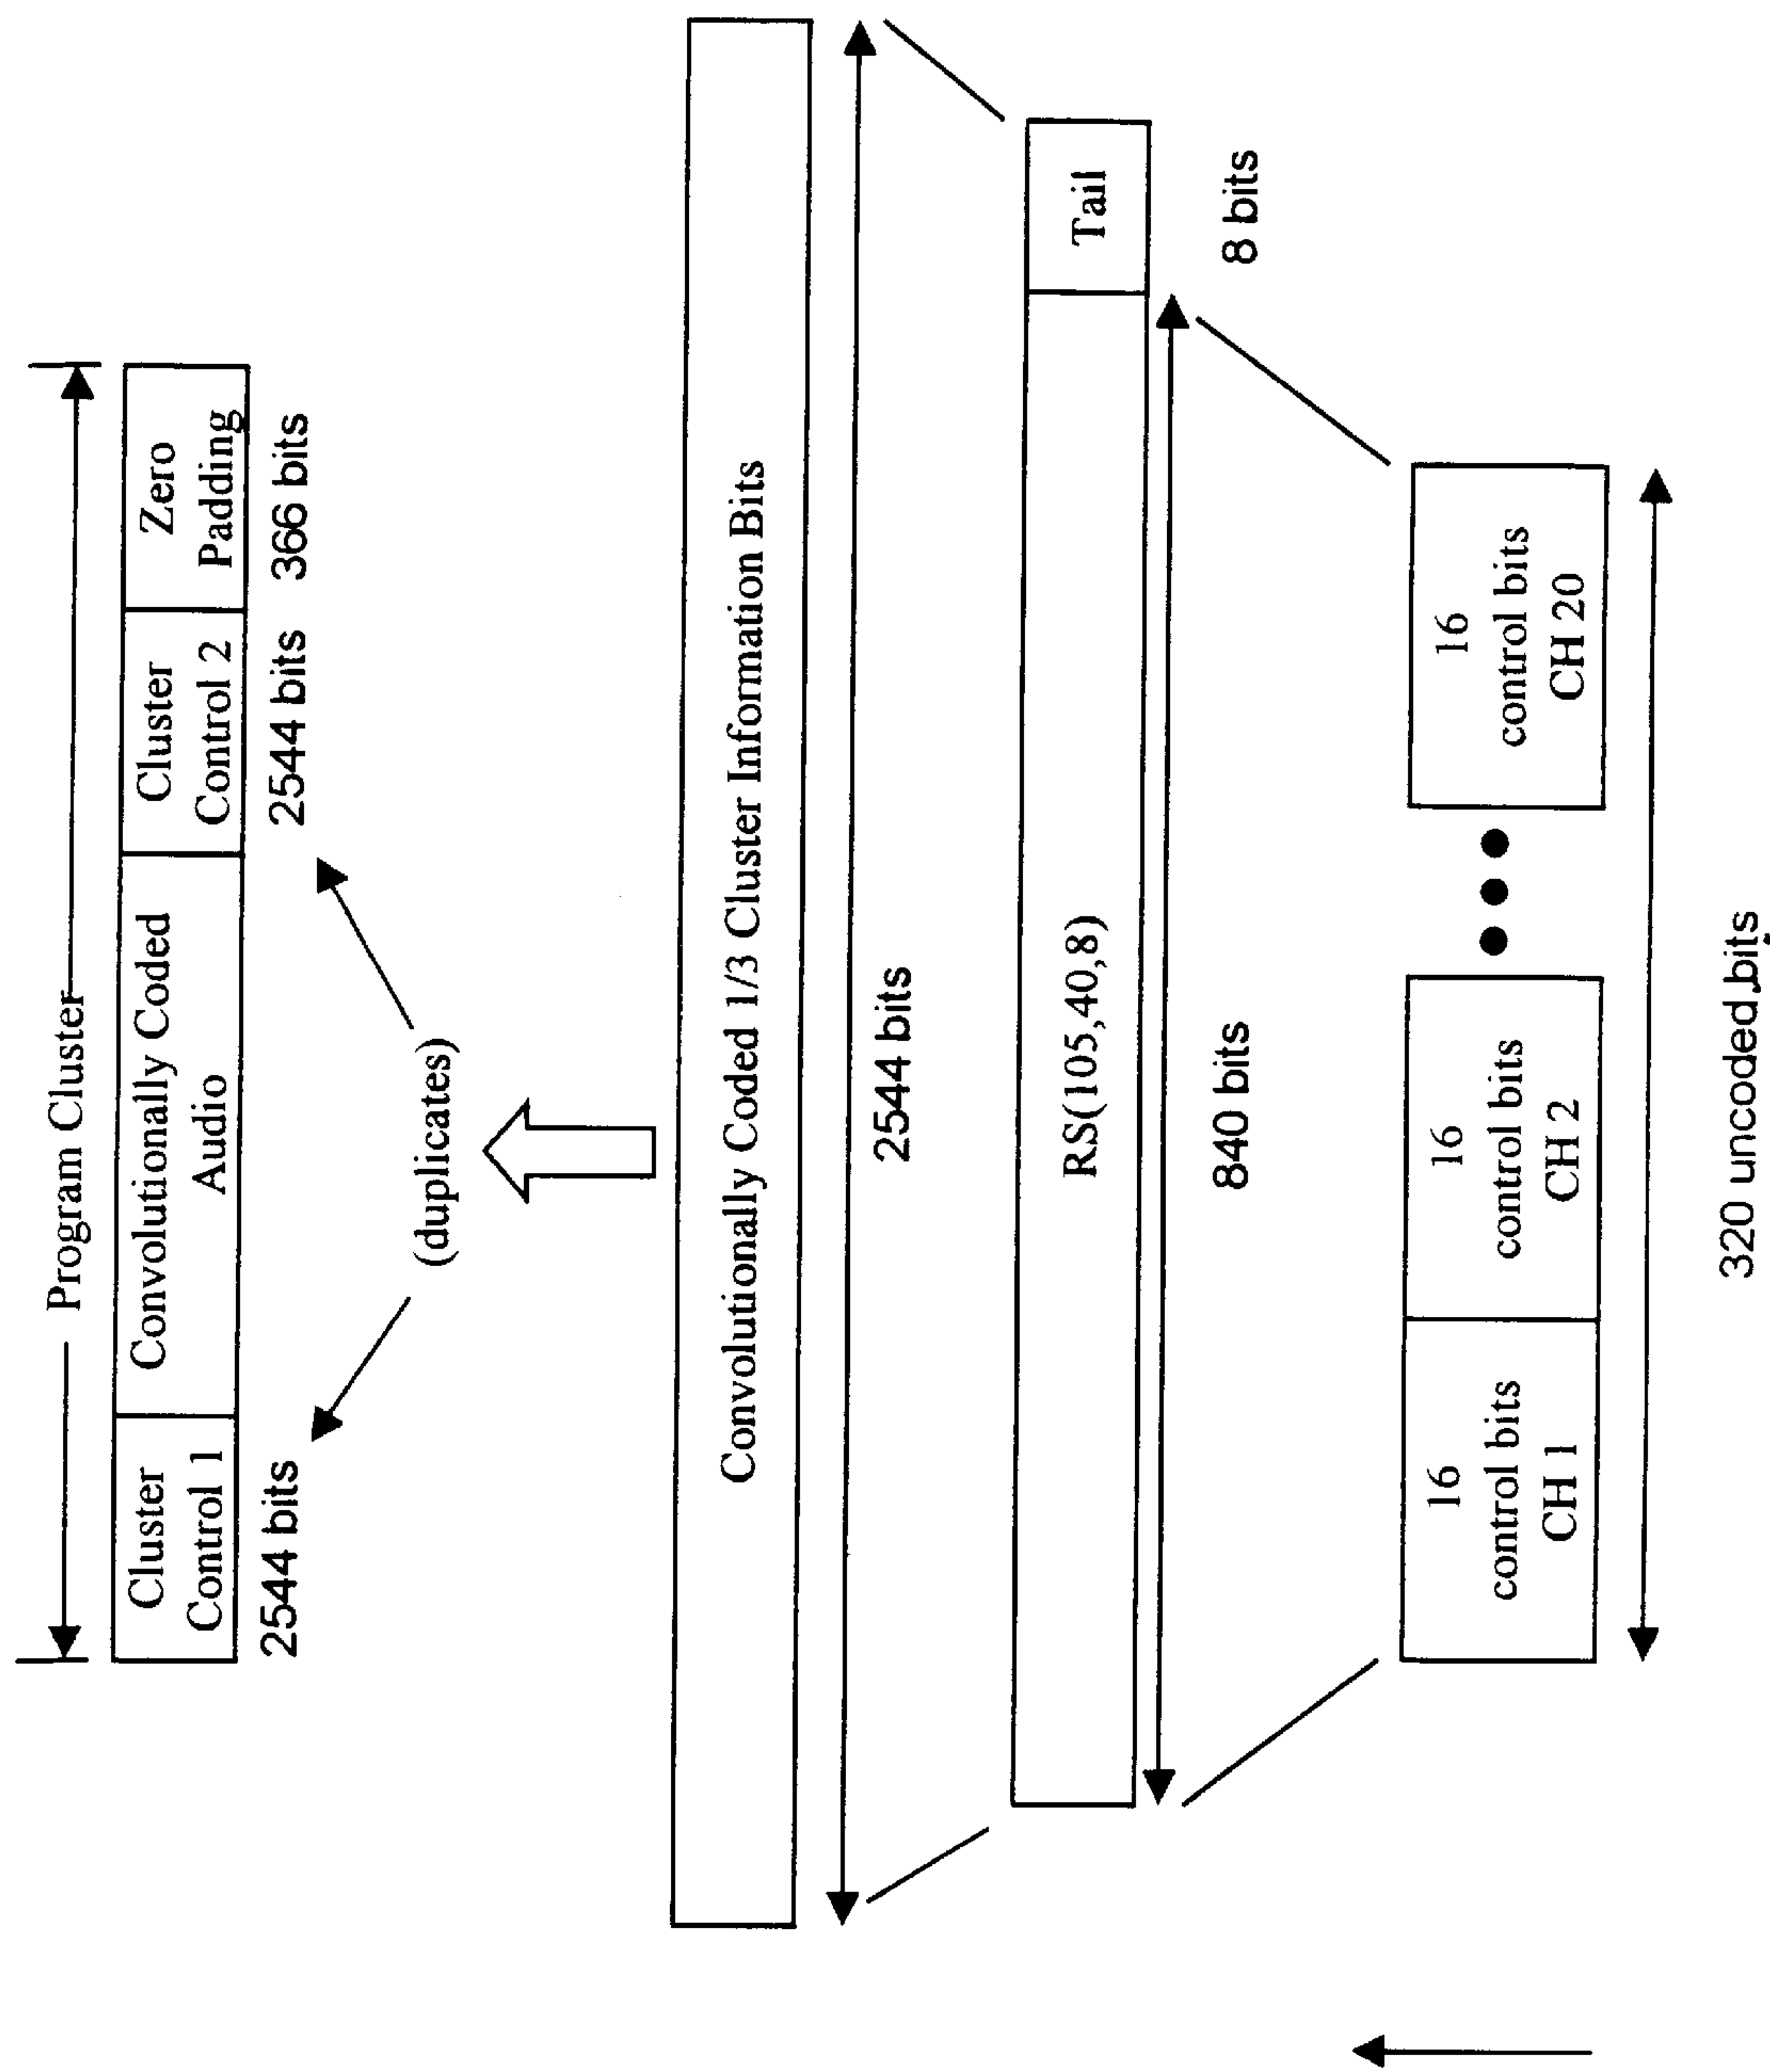 Program Cluster
Cluster
Control 1
Convolutionally Coded
Audio
Cluster
Control 2
Zero
Padding
2544 bits
2544 bits
366 bits
(duplicates)
Convolutionally Coded 1/3 Cluster Information Bits
2544 bits
RS(105,40,8)
Tail
840 bits
8 bits
16
control bits
CH 1
16
control bits
CH 2
16
control bits
CH 20
320 uncoded bits